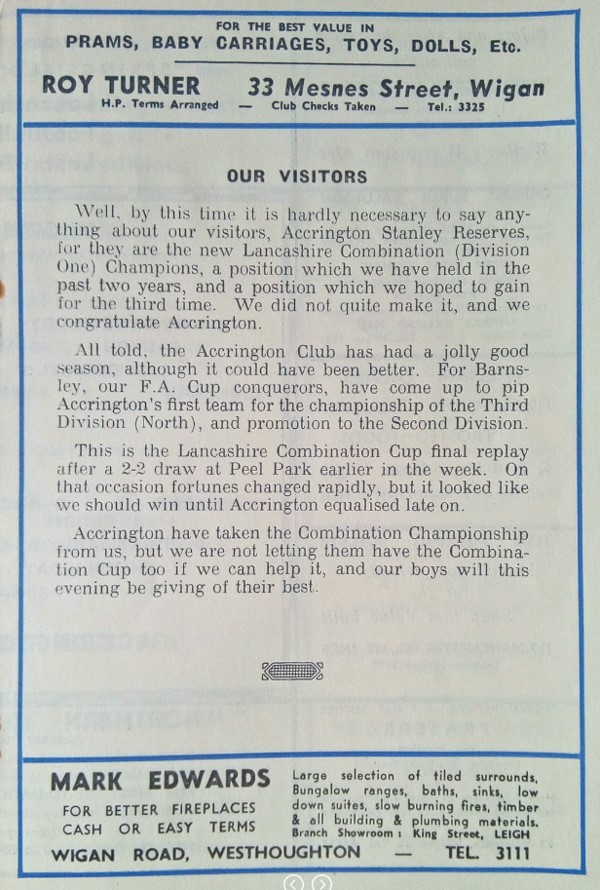 FOR THE BEST VALUE IN
PRAMS, BABY CARRIAGES, TOYS, DOLLS, Etc.
ROY TURNER 33 Mesnes Street, Wigan
H.P. Terms Arranged — Club Checks Taken — Tel.: 3325
OUR VISITORS
Well, by this time it is hardly necessary to say any-
thing about our visitors, Accrington Stanley Reserves,
for they are the new Lancashire Combination (Division
One) Champions, a position which we have held in the
past two years, and a position which we hoped to gain
for the third time. We did not quite make it, and we
congratulate Accrington.
All told, the Accrington Club has had a jolly good
season, although it could have been better. For Barns-
ley, our F.A. Cup conquerors, have come up to pip
Accrington's first team for the championship of the Third
Division (North), and promotion to the Second Division.
This is the Lancashire Combination Cup final replay
after a 2-2 draw at Peel Park earlier in the week. On
that occasion fortunes changed rapidly, but it looked like
we should win until Accrington equalised late on.
Accrington have taken the Combination Championship
from us, but we are not letting them have the Combina-
tion Cup too if we can help it, and our boys will this
evening be giving of their best.
MARK EDWARDS
FOR BETTER FIREPLACES
CASH OR EASY TERMS
Large selection of tiled surrounds,
Bungalow ranges, baths, sinks, low
down suites, slow burning fires, timber
& all building & plumbing materials.
Branch Showroom: King Street, LEIGH
WIGAN ROAD, WESTHOUGHTON — TEL. 3111